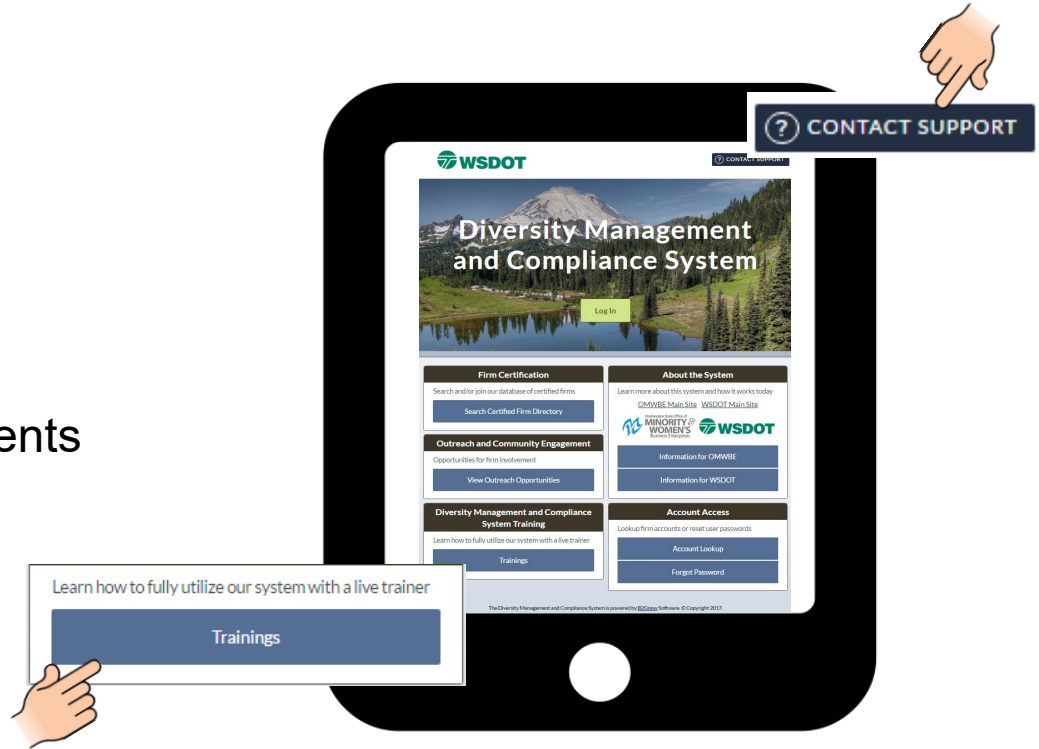 CONTACT SUPPORT
WSDOT
CONTACT SUPPORT
Diversity Management
and Compliance System
Log In
Firm Certification
Search and/or join our database of certified firms
Search Certified Firm Directory
Outreach and Community Engagement
Opportunities for firm involvement
View Outreach Opportunities
Diversity Management and Compliance
System Training
Learn how to fully utilize our system with a live trainer
Trainings
About the System
Learn more about this system and how it works today
OMWBE Main Site WSDOT Main Site
Washington State Office of
MINORITY &
WOMEN'S
Business Enterprises
WSDOT
Information for OMWBE
Information for WSDOT
Account Access
Lookup firm accounts or reset user passwords
Account Lookup
Forgot Password
The Diversity Management and Compliance System is powered by B2Gnow Software. © Copyright 2017.
ents
Learn how to fully utilize our system with a live trainer
Trainings